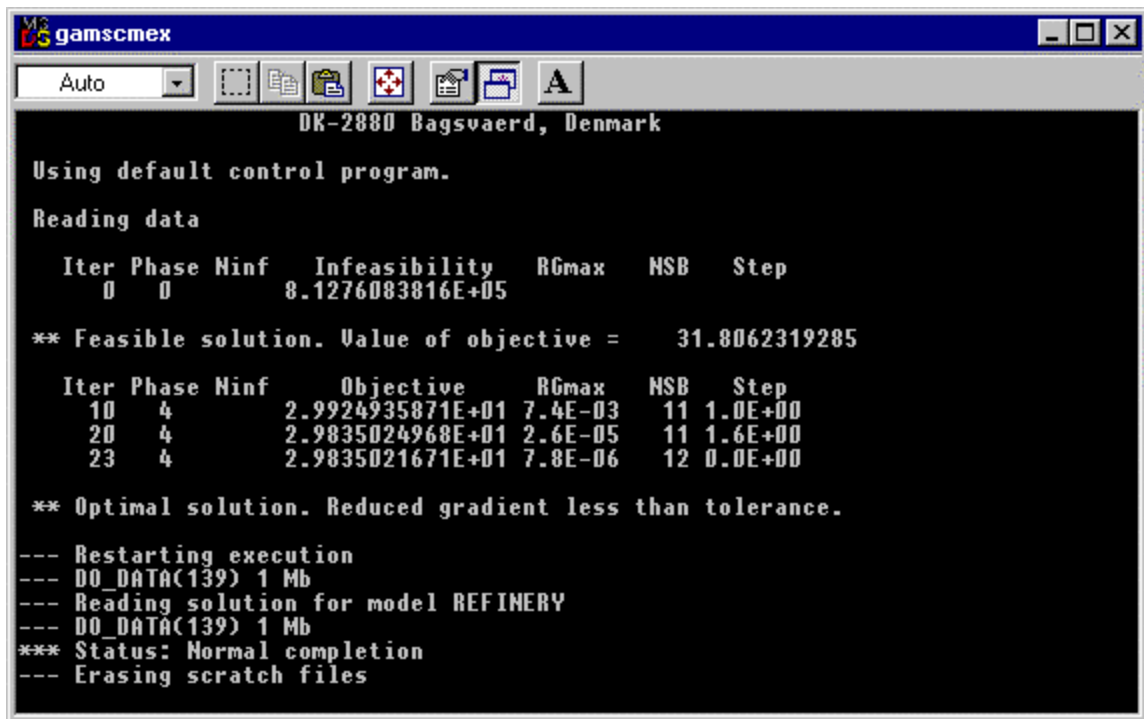 gamscmex
Auto
A
DK-2880 Bagsvaerd, Denmark
Using default control program.
Reading data
Iter Phase Ninf Infeasibility RGmax NSB Step
0 0 8.1276083816E+05
** Feasible solution. Value of objective = 31.8062319285
Iter Phase Ninf Objective RGmax NSB Step
10 4 2.9924935871E+01 7.4E-03 11 1.0E+00
20 4 2.9835024968E+01 2.6E-05 11 1.6E+00
23 4 2.9835021671E+01 7.8E-06 12 0.0E+00
** Optimal solution. Reduced gradient less than tolerance.
--- Restarting execution
--- DO_DATA(139) 1 Mb
--- Reading solution for model REFINERY
--- DO_DATA(139) 1 Mb
*** Status: Normal completion
--- Erasing scratch files